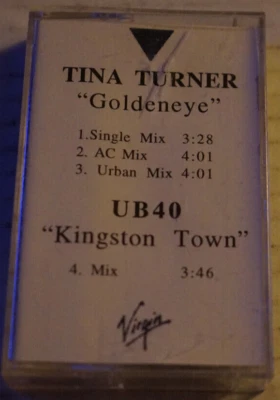 TINA TURNER
"Goldeneye"
1.Single Mix 3:28
2. AC Mix 4:01
3. Urban Mix 4:01
UB40
"Kingston Town"
4. Mix 3:46
Virgin